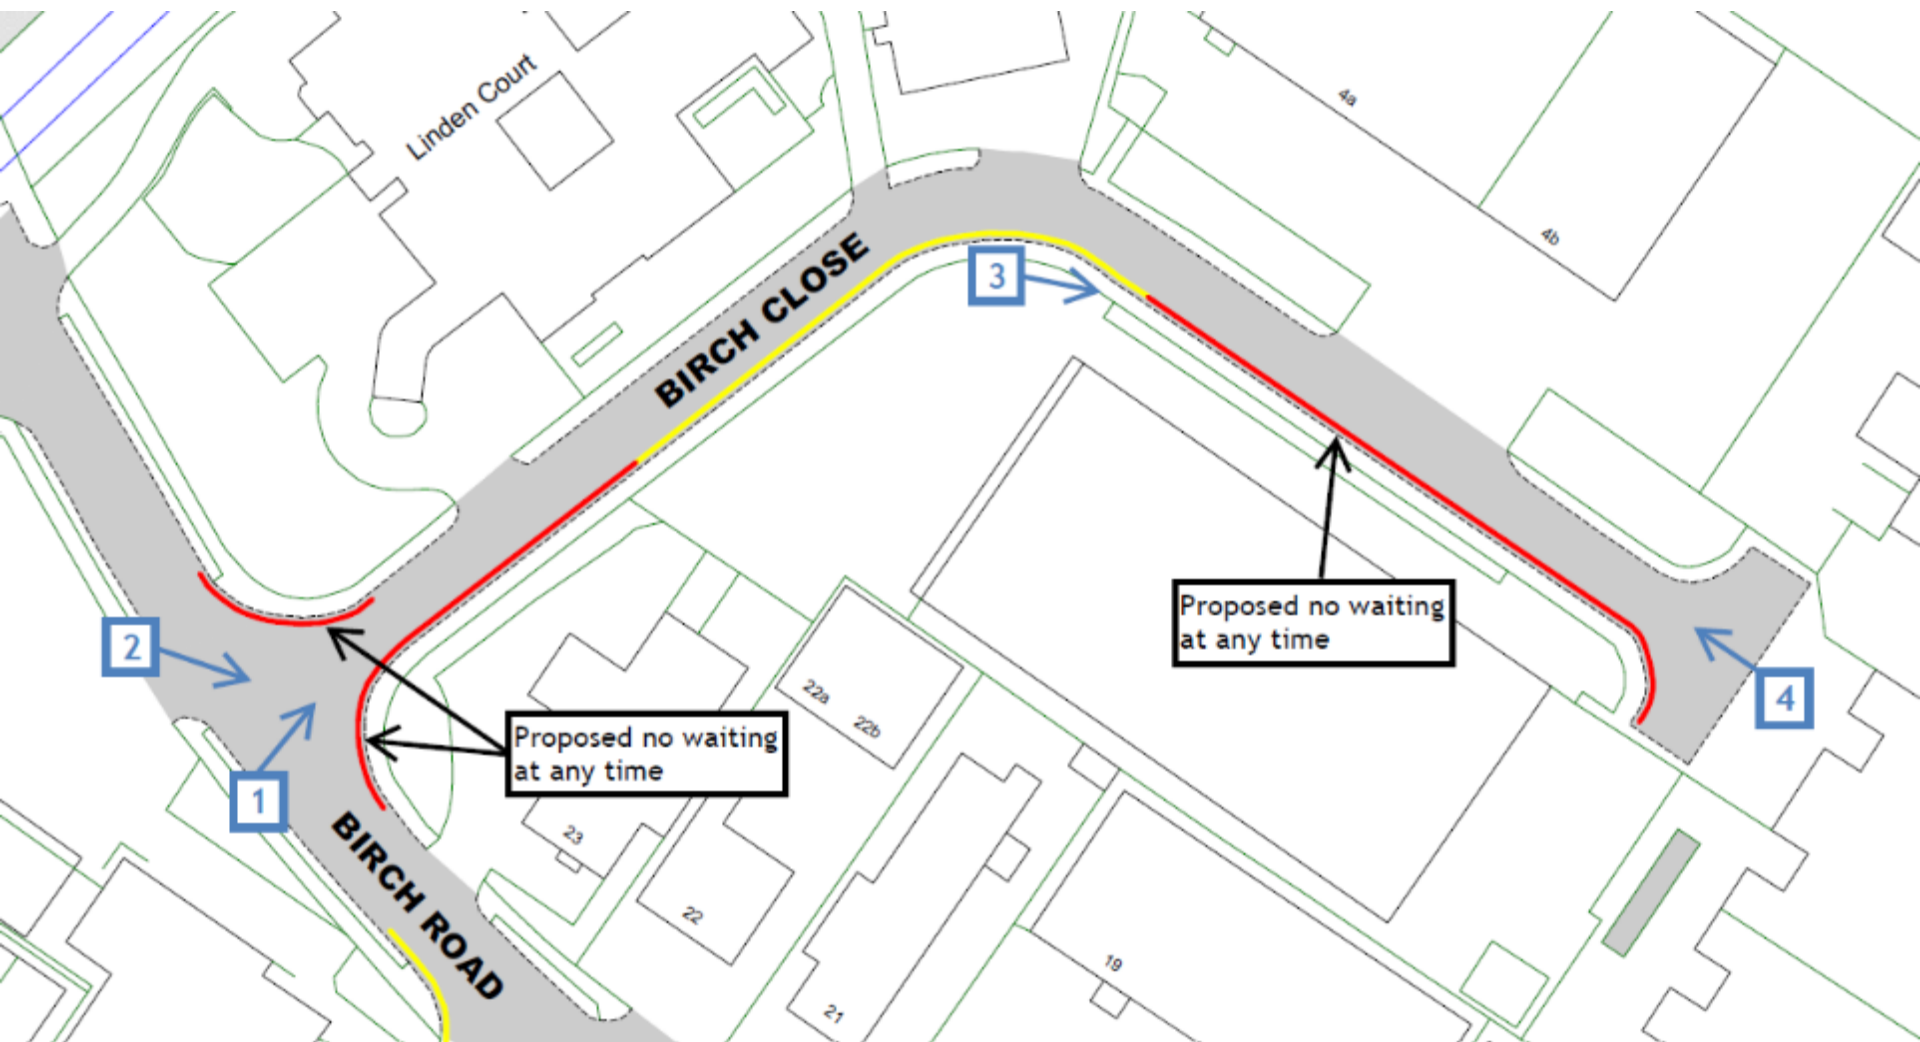 Linden Court
4a
4b
BIRCH CLOSE
3
Proposed no waiting
at any time
2
4
22a
22b
Proposed no waiting
at any time
1
23
BIRCH ROAD
22
19
21